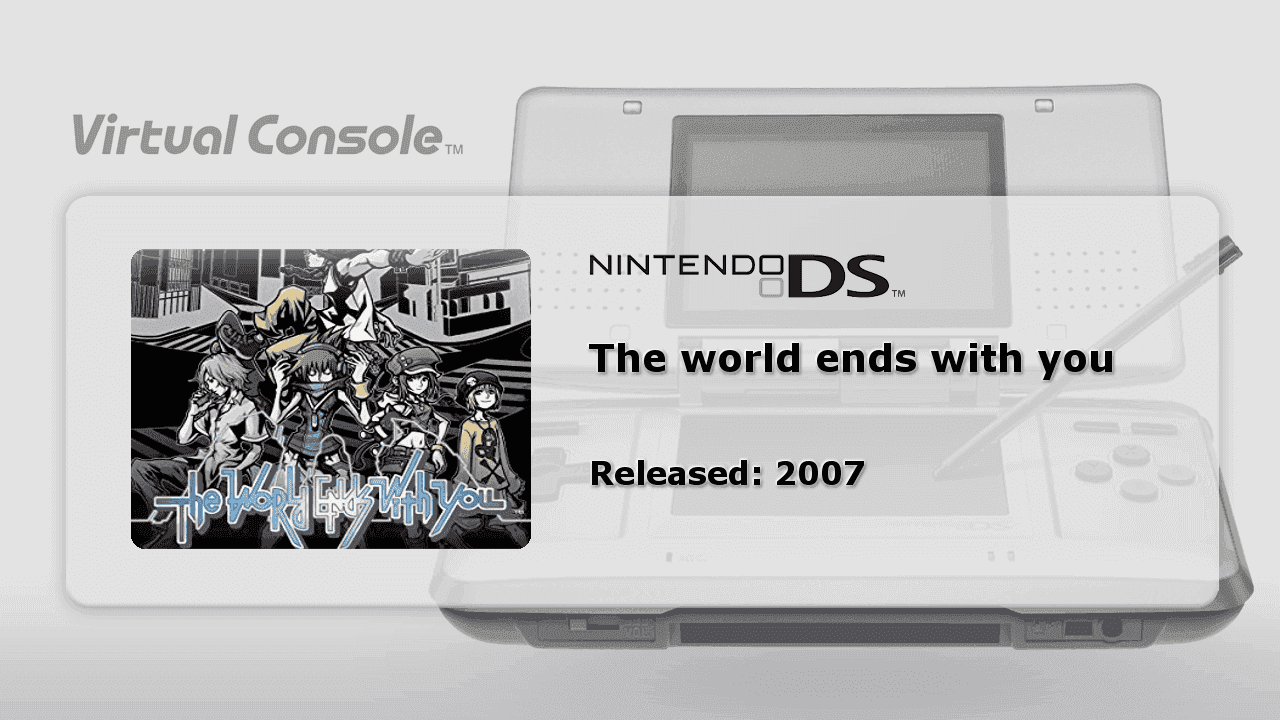 Virtual Console™
NINTENDO DS™
The world ends with you
Released: 2007
The World Ends With You